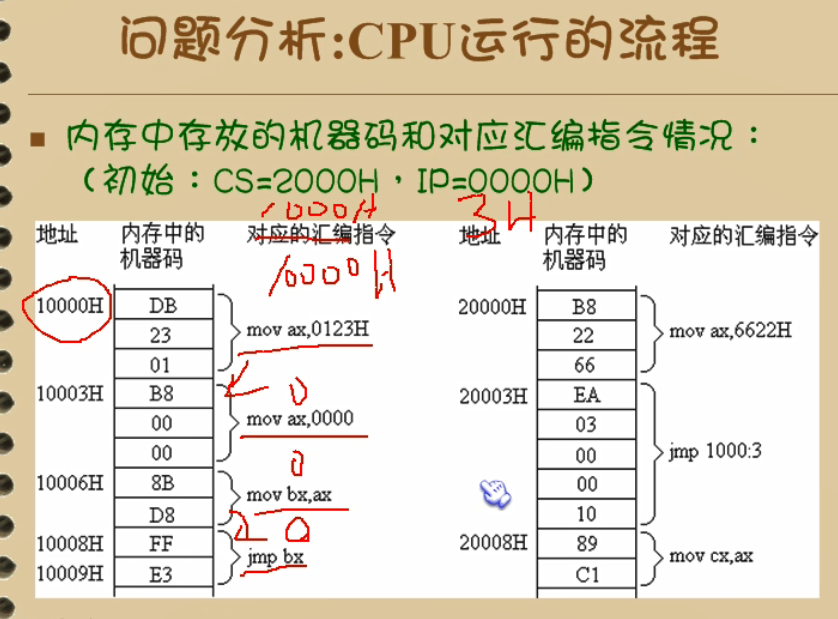 问题分析:CPU运行的流程
内存中存放的机器码和对应汇编指令情况：
（初始：CS=2000H，IP=0000H）
1000H 3H
地址 内存中的机器码 对应的汇编指令
10000H
10000H DB
23 mov ax,0123H
01
10003H B8 0
00 mov ax,0000
00
0
10006H 8B
mov bx,ax
D8
0
10008H FF
jmp bx
10009H E3
地址 内存中的机器码 对应的汇编指令
20000H B8
22 mov ax,6622H
66
20003H EA
03
00 jmp 1000:3
00
10
20008H 89
mov cx,ax
C1